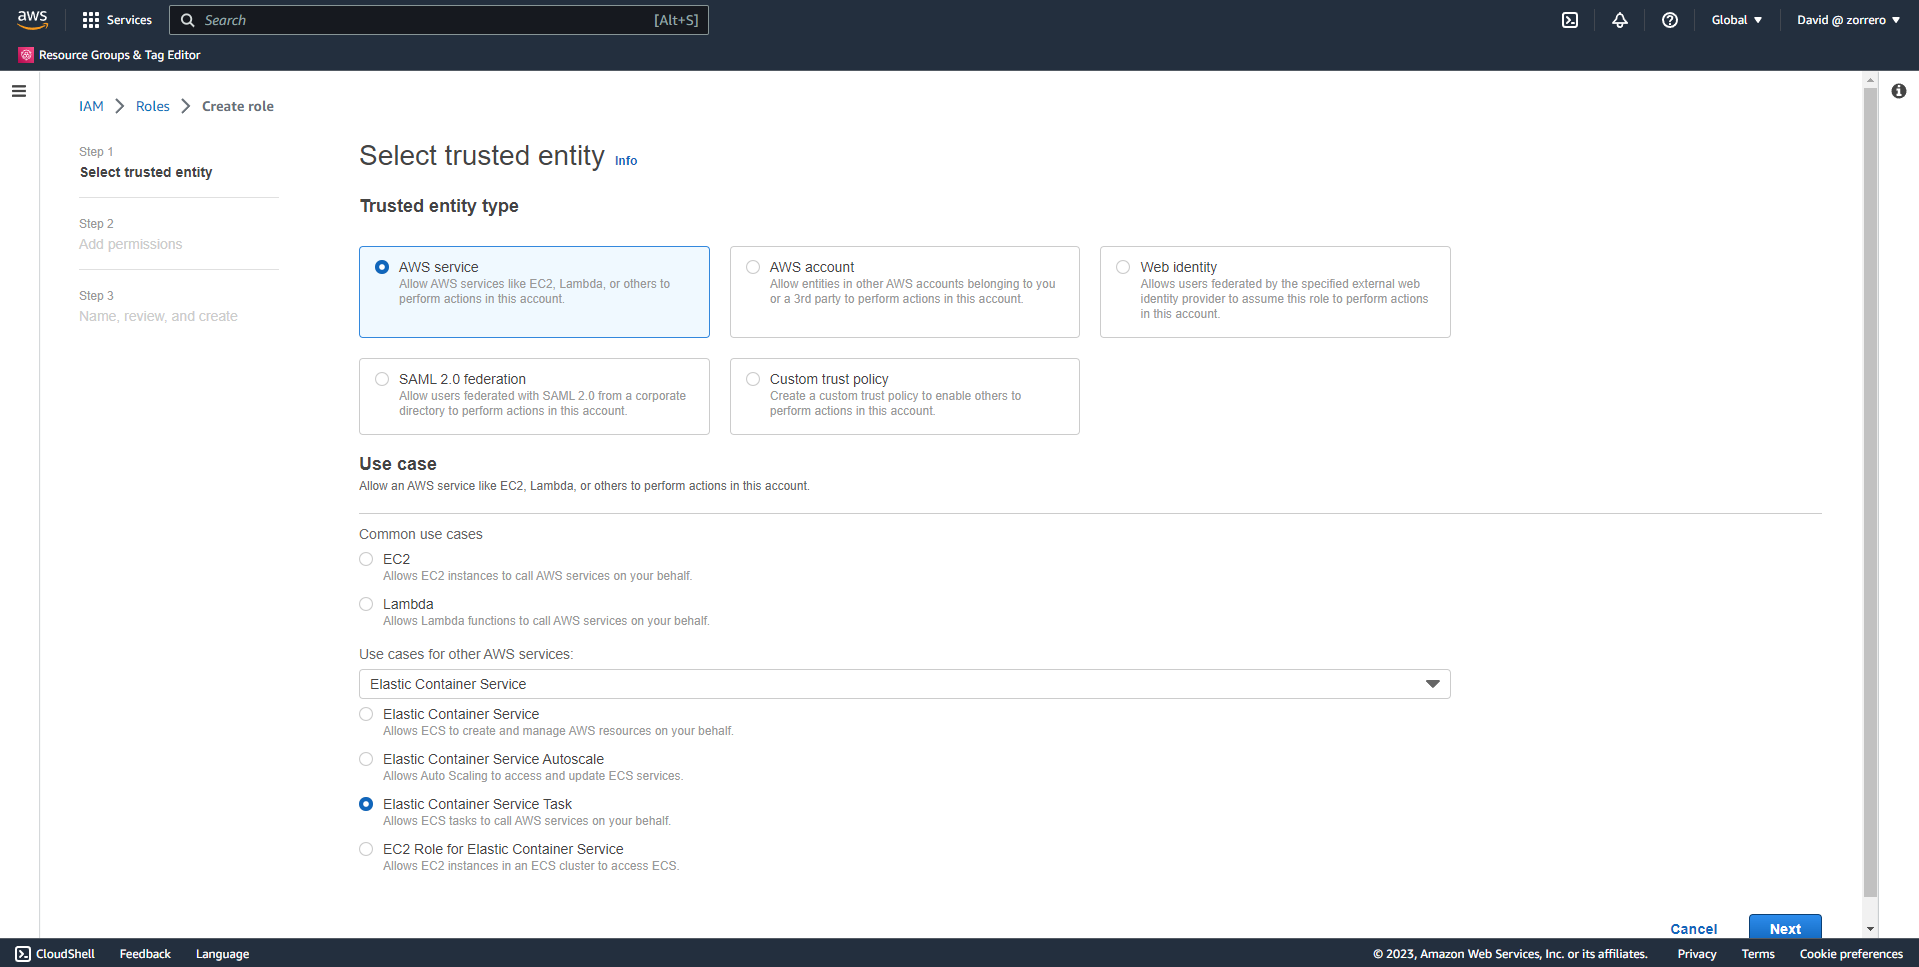 aws
Services
Search
[Alt+S]
Global
David @ zorrero
Resource Groups & Tag Editor
IAM
Roles
Create role
Step 1
Select trusted entity
Step 2
Add permissions
Step 3
Name, review, and create
Select trusted entity Info
Trusted entity type
AWS service
Allow AWS services like EC2, Lambda, or others to
perform actions in this account.
AWS account
Allow entities in other AWS accounts belonging to you
or a 3rd party to perform actions in this account.
Web identity
Allows users federated by the specified external web
identity provider to assume this role to perform actions
in this account.
SAML 2.0 federation
Allow users federated with SAML 2.0 from a corporate
directory to perform actions in this account.
Custom trust policy
Create a custom trust policy to enable others to
perform actions in this account.
Use case
Allow an AWS service like EC2, Lambda, or others to perform actions in this account.
Common use cases
EC2
Allows EC2 instances to call AWS services on your behalf.
Lambda
Allows Lambda functions to call AWS services on your behalf.
Use cases for other AWS services:
Elastic Container Service
Elastic Container Service
Allows ECS to create and manage AWS resources on your behalf.
Elastic Container Service Autoscale
Allows Auto Scaling to access and update ECS services.
Elastic Container Service Task
Allows ECS tasks to call AWS services on your behalf.
EC2 Role for Elastic Container Service
Allows EC2 instances in an ECS cluster to access ECS.
Cancel
Next
CloudShell
Feedback
Language
© 2023, Amazon Web Services, Inc. or its affiliates.
Privacy
Terms
Cookie preferences